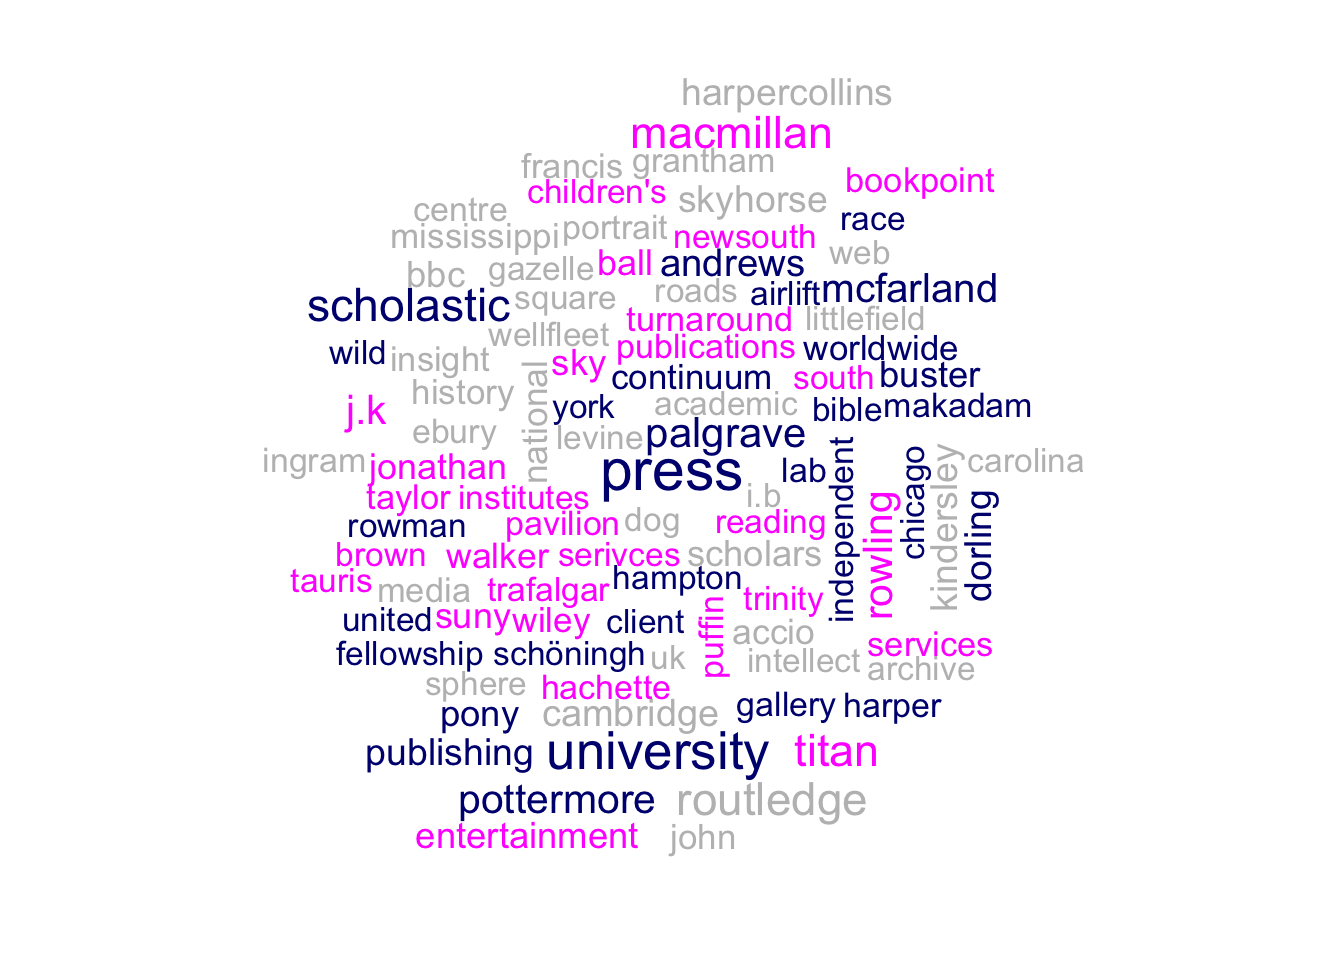 harpercollins
macmillan
francis grantham
children's skyhorse bookpoint
centre race
mississippi portrait newsouth web
bbc gazelle ball andrews
scholastic square roads airlift mcfarland
wellfleet turnaround littlefield
wild insight sky publications worldwide
history national continuum south buster
j.k york academic bible makadam
ebury levine palgrave
ingram jonathan press lab independent chicago kindersley carolina
taylor institutes i.b rowling dorling
rowman pavilion dog reading
brown walker serivces scholars
tauris media trafalgar hampton trinity
united suny wiley client puffin accio services
fellowship schöningh uk intellect archive
sphere hachette
pony cambridge gallery harper
publishing university titan
pottermore routledge
entertainment john